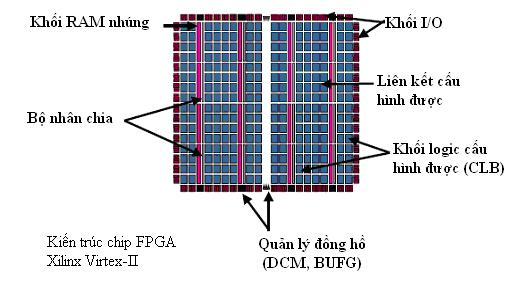 Khối RAM nhúng
Khối I/O
Liên kết cấu
hình được
Bộ nhân chia
Khối logic cấu
hình được (CLB)
Kiến trúc chip FPGA
Xilinx Virtex-II
Quản lý đồng hồ
(DCM, BUFG)